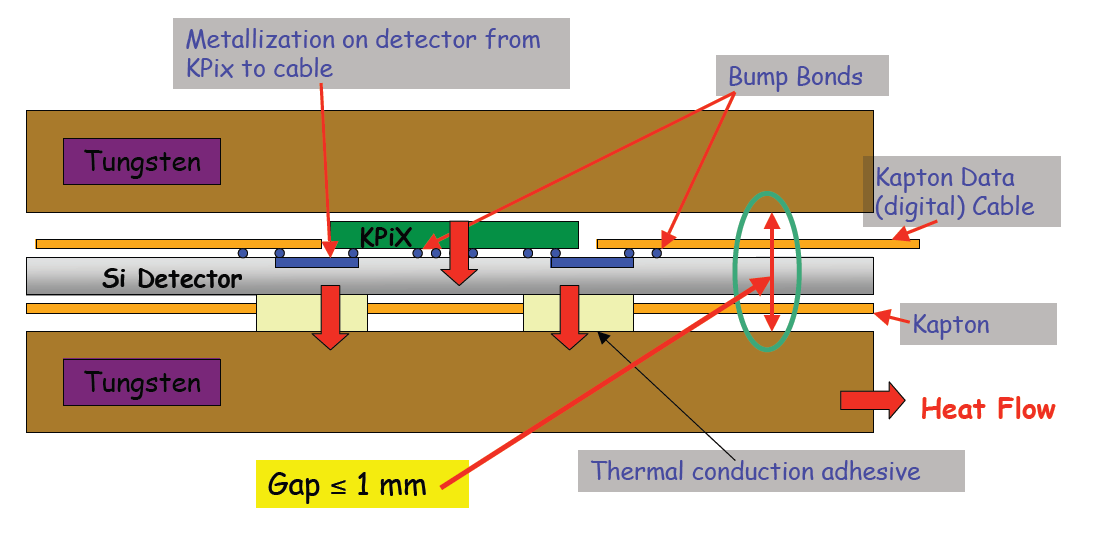 Metallization on detector from
KPix to cable
Bump Bonds
Tungsten
Kapton Data
(digital) Cable
KPiX
Si Detector
Kapton
Tungsten
Heat Flow
Thermal conduction adhesive
Gap ≤ 1 mm